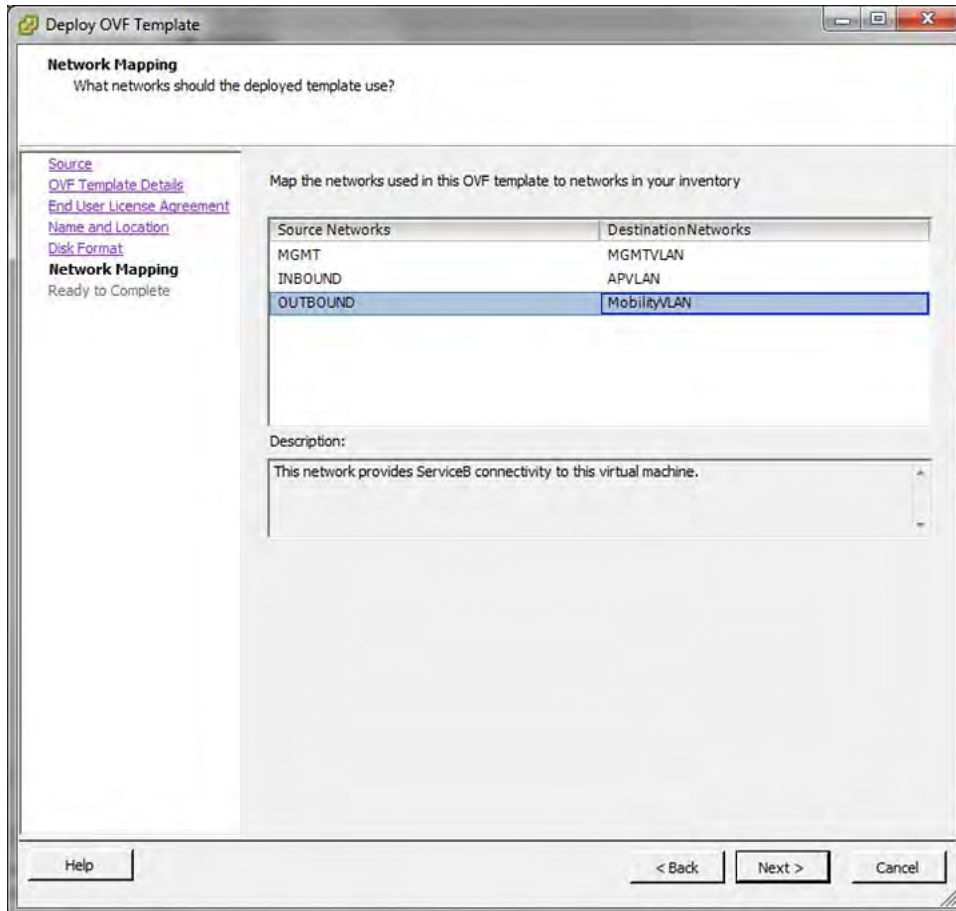 Deploy OVF Template
Network Mapping
What networks should the deployed template use?
Source
OVF Template Details
End User License Agreement
Name and Location
Disk Format
Network Mapping
Ready to Complete
Map the networks used in this OVF template to networks in your inventory
Source Networks DestinationNetworks
MGMT MGMTVLAN
INBOUND APVLAN
OUTBOUND MobilityVLAN
Description:
This network provides ServiceB connectivity to this virtual machine.
Help < Back Next > Cancel